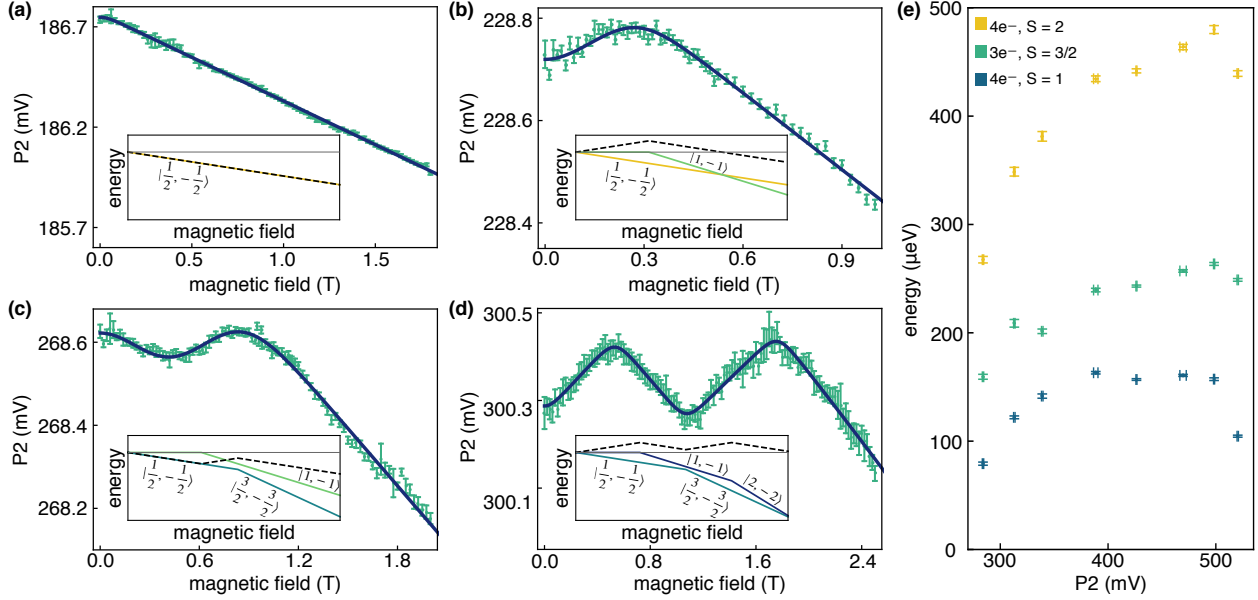 (a)
186.7
186.2
185.7
P2 (mV)
energy
|1/2, -1/2⟩
magnetic field
0.0 0.5 1.0 1.5
magnetic field (T)
(b)
228.8
228.6
228.4
P2 (mV)
energy
|1, −1⟩
|1/2, -1/2⟩
magnetic field
0.0 0.3 0.6 0.9
magnetic field (T)
(c)
268.6
268.4
268.2
P2 (mV)
energy
|1/2, -1/2⟩
|3/2, -3/2⟩
|1, −1⟩
magnetic field
0.0 0.6 1.2 1.8
magnetic field (T)
(d)
300.5
300.3
300.1
P2 (mV)
energy
|1/2, -1/2⟩
|1, −1⟩
|3/2, -3/2⟩
|2, −2⟩
magnetic field
0.0 0.8 1.6 2.4
magnetic field (T)
(e)
500
400
300
200
100
0
energy (μeV)
4e⁻, S = 2
3e⁻, S = 3/2
4e⁻, S = 1
300 400 500
P2 (mV)